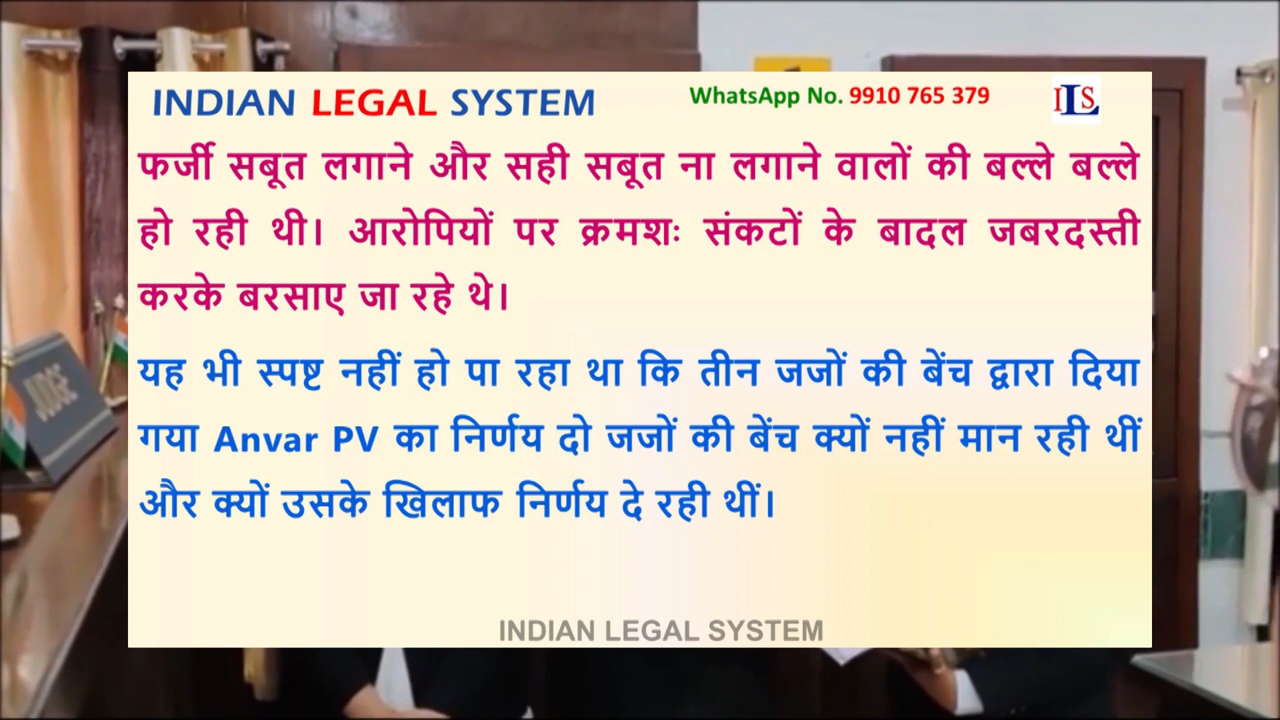 INDIAN LEGAL SYSTEM WhatsApp No. 9910 765 379 ILS
फर्जी सबूत लगाने और सही सबूत ना लगाने वालों की बल्ले बल्ले
हो रही थी। आरोपियों पर क्रमशः संकटों के बादल जबरदस्ती
करके बरसाए जा रहे थे।
यह भी स्पष्ट नहीं हो पा रहा था कि तीन जजों की बेंच द्वारा दिया
गया Anvar PV का निर्णय दो जजों की बेंच क्यों नहीं मान रही थीं
और क्यों उसके खिलाफ निर्णय दे रही थीं।
JUDGE
INDIAN LEGAL SYSTEM